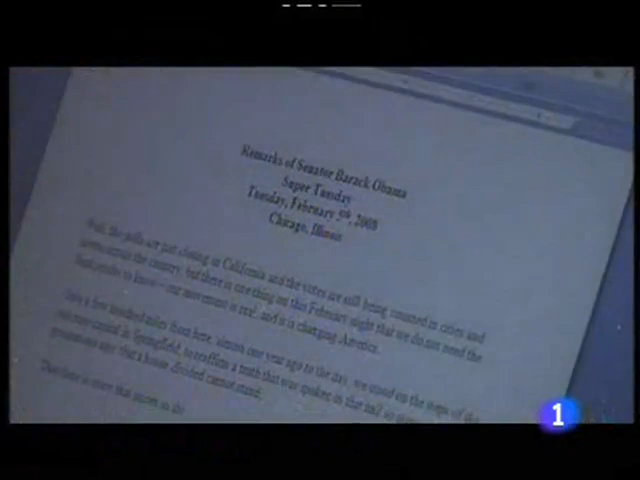 Remarks of Senator Barack Obama
Super Tuesday
Tuesday, February 5th, 2008
Chicago, Illinois
Well, the polls are just closing in California and the votes are still being counted in cities and
towns across the country, but there is one thing on this February night that we do not need the
final results to know – our movement is real, and it is changing America.
Only a few hundred miles from here, almost one year ago to the day, we stood on the steps of the
Old State Capitol in Springfield, to reaffirm a truth that was spoken in that hall so
generations ago: that a house divided cannot stand;
1